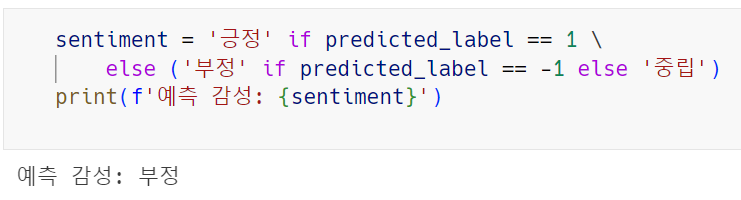 sentiment = '긍정' if predicted_label == 1 \
else ('부정' if predicted_label == -1 else '중립')
print(f'예측 감성: {sentiment}')
예측 감성: 부정